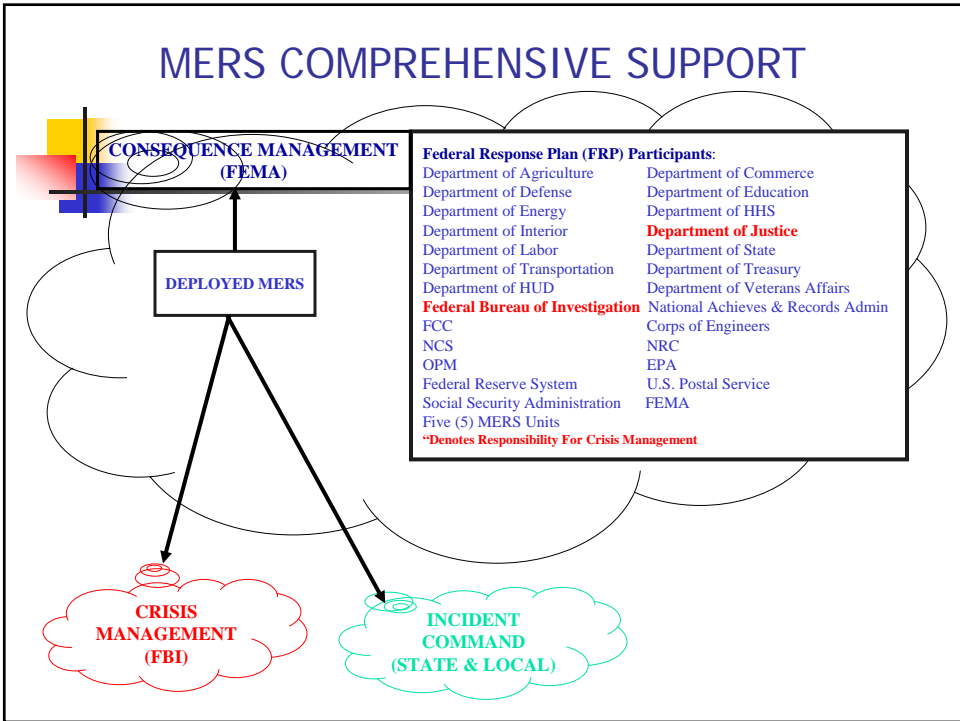 MERS COMPREHENSIVE SUPPORT
CONSEQUENCE MANAGEMENT
(FEMA)
DEPLOYED MERS
Federal Response Plan (FRP) Participants:
Department of Agriculture Department of Commerce
Department of Defense Department of Education
Department of Energy Department of HHS
Department of Interior Department of Justice
Department of Labor Department of State
Department of Transportation Department of Treasury
Department of HUD Department of Veterans Affairs
Federal Bureau of Investigation National Achieves & Records Admin
FCC Corps of Engineers
NCS NRC
OPM EPA
Federal Reserve System U.S. Postal Service
Social Security Administration FEMA
Five (5) MERS Units
“Denotes Responsibility For Crisis Management
CRISIS
MANAGEMENT
(FBI)
INCIDENT
COMMAND
(STATE & LOCAL)